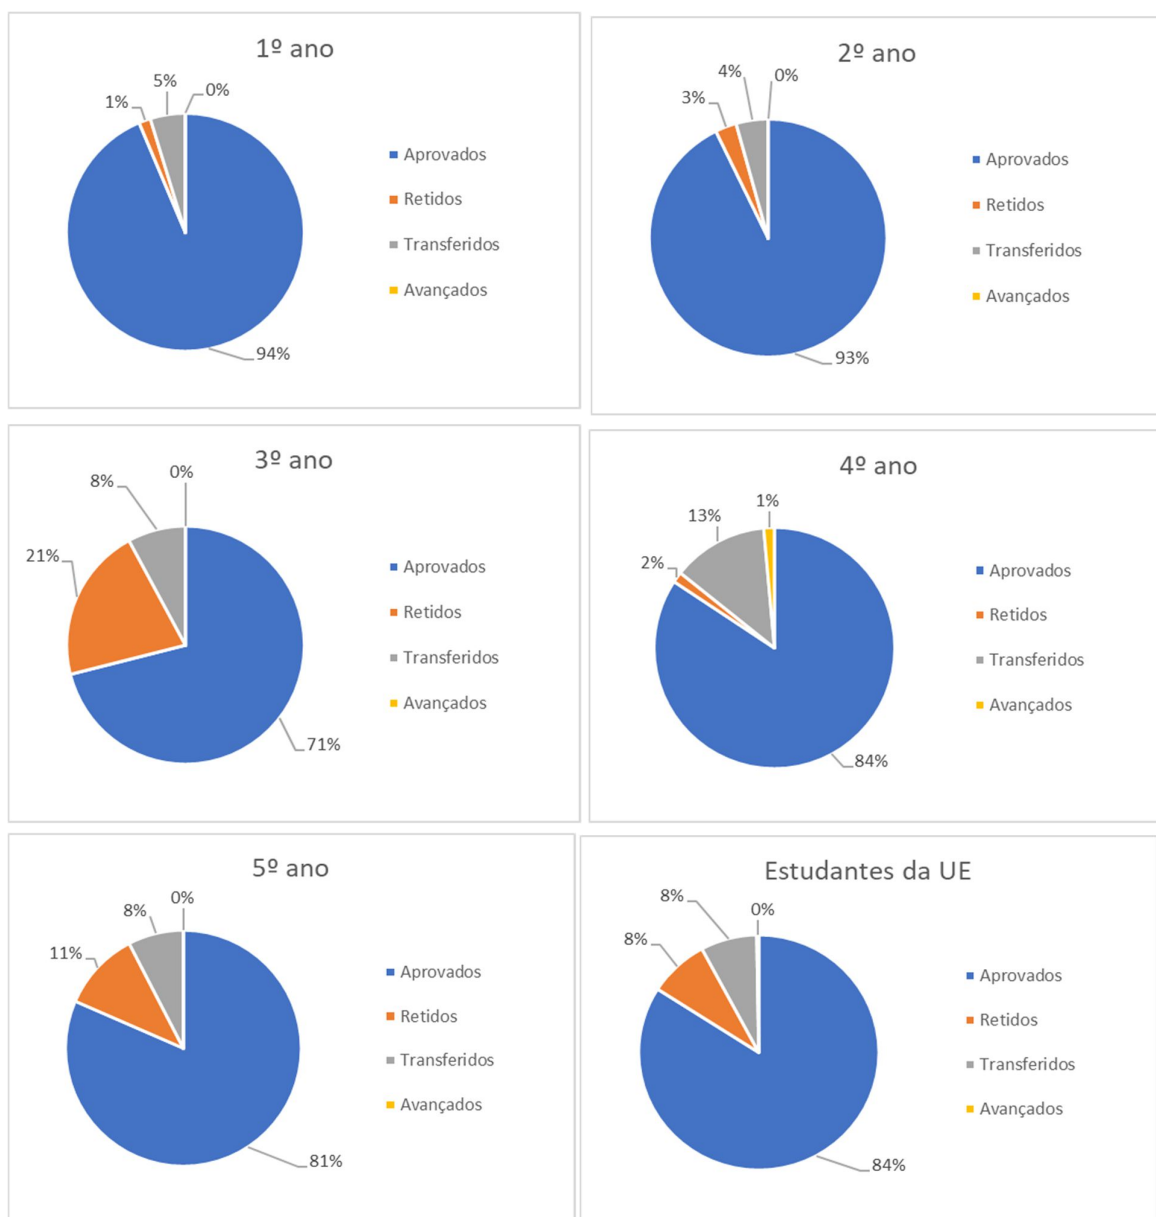 1º ano
5%
0%
1%
Aprovados
Retidos
Transferidos
Avançados
94%
2º ano
4%
0%
3%
Aprovados
Retidos
Transferidos
Avançados
93%
3º ano
0%
8%
21%
Aprovados
Retidos
Transferidos
Avançados
71%
4º ano
1%
13%
2%
Aprovados
Retidos
Transferidos
Avançados
84%
5º ano
0%
8%
11%
Aprovados
Retidos
Transferidos
Avançados
81%
Estudantes da UE
8%
0%
8%
Aprovados
Retidos
Transferidos
Avançados
84%